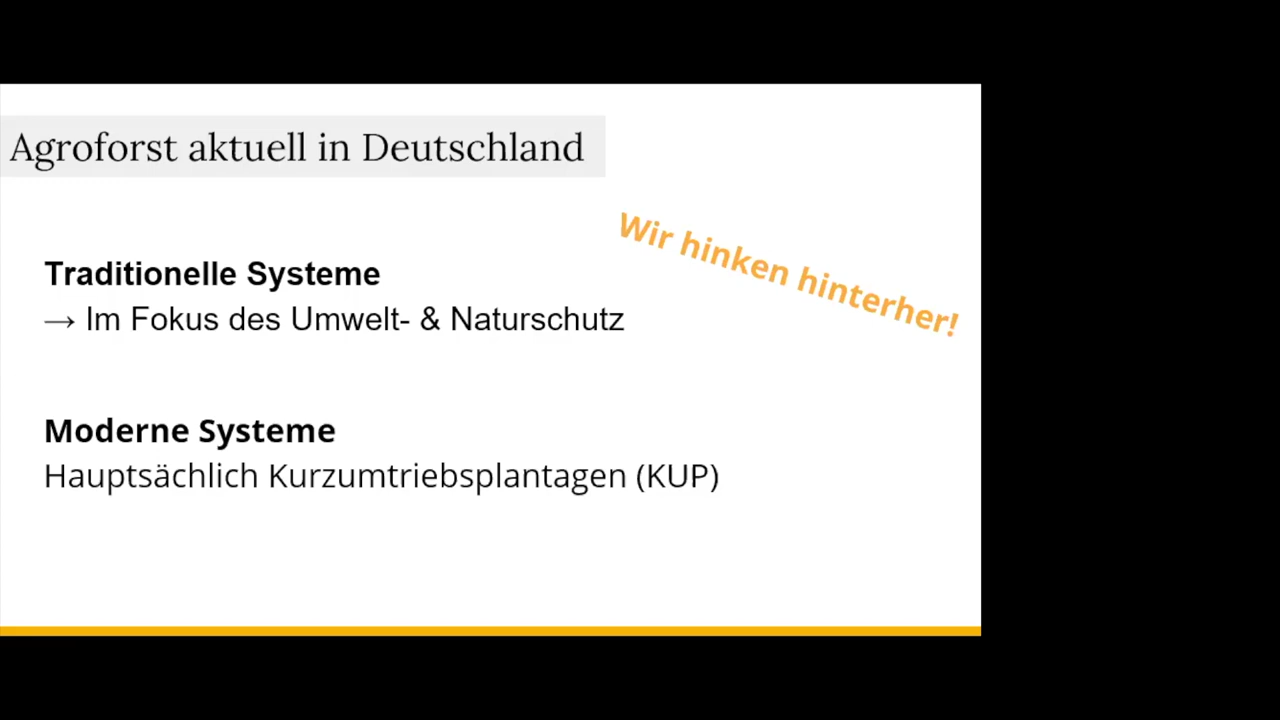 Agroforst aktuell in Deutschland
Wir hinken hinterher!
Traditionelle Systeme
→ Im Fokus des Umwelt- & Naturschutz
Moderne Systeme
Hauptsächlich Kurzumtriebsplantagen (KUP)